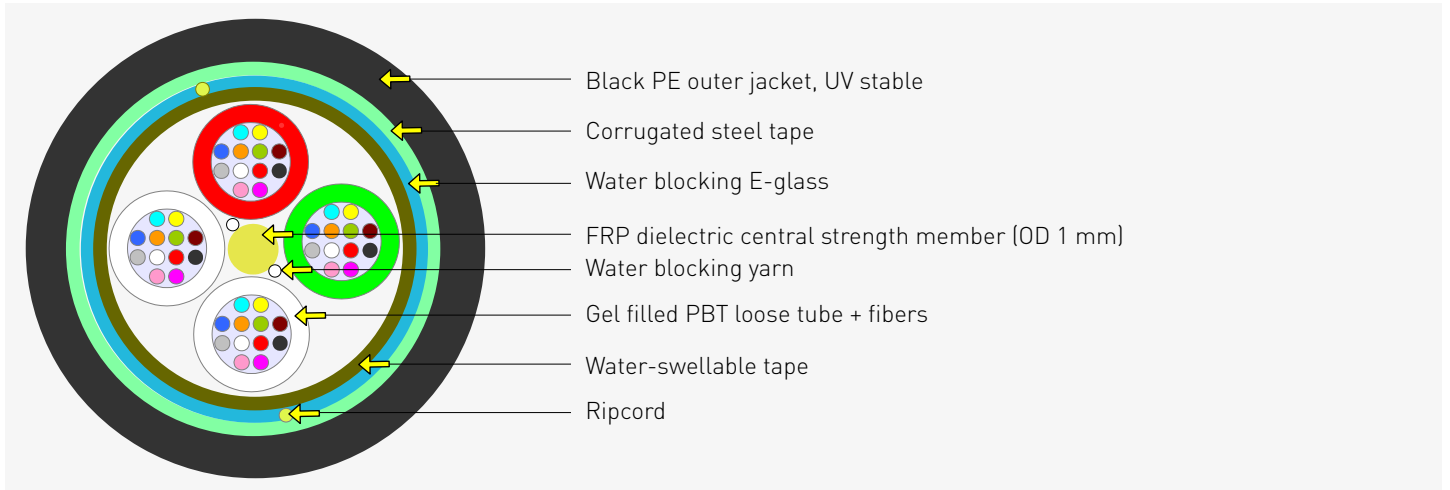 Black PE outer jacket, UV stable
Corrugated steel tape
Water blocking E-glass
FRP dielectric central strength member (OD 1 mm)
Water blocking yarn
Gel filled PBT loose tube + fibers
Water-swellable tape
Ripcord